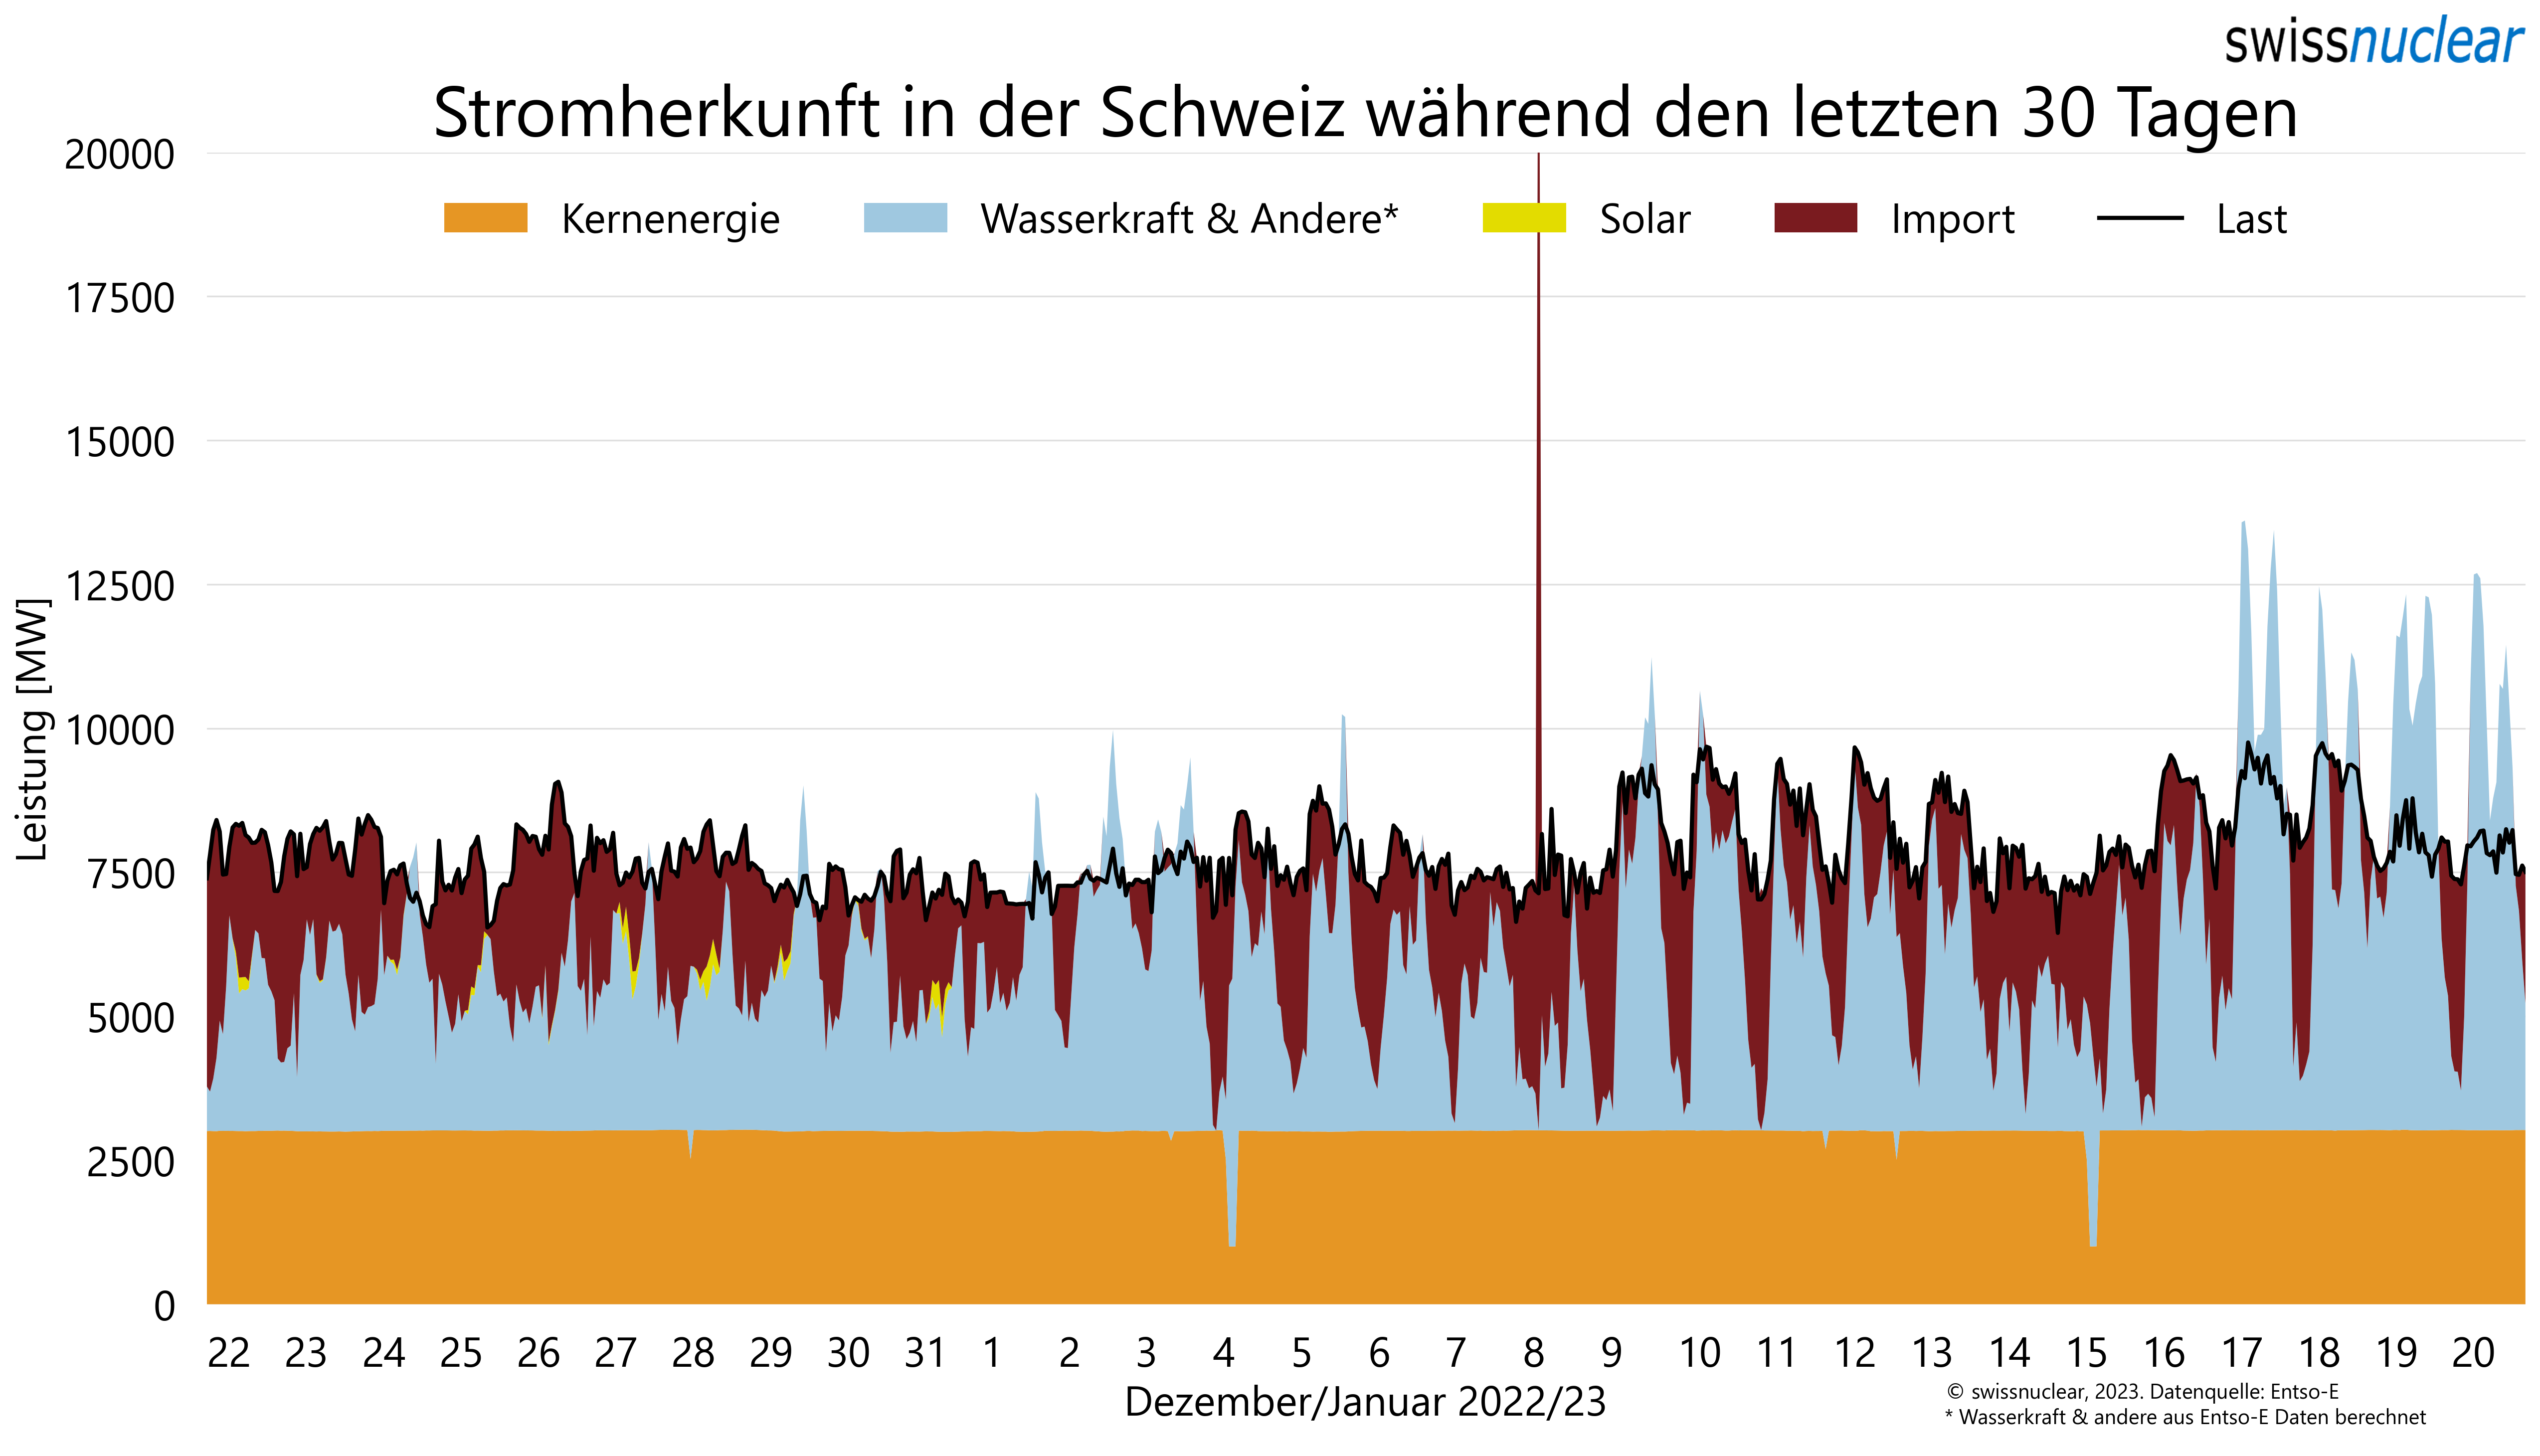 swissnuclear
Stromherkunft in der Schweiz während den letzten 30 Tagen
20000
Kernenergie Wasserkraft & Andere* Solar Import Last
17500
15000
12500
10000
7500
5000
2500
0
Leistung [MW]
22 23 24 25 26 27 28 29 30 31 1 2 3 4 5 6 7 8 9 10 11 12 13 14 15 16 17 18 19 20
Dezember/Januar 2022/23
© swissnuclear, 2023. Datenquelle: Entso-E
* Wasserkraft & andere aus Entso-E Daten berechnet